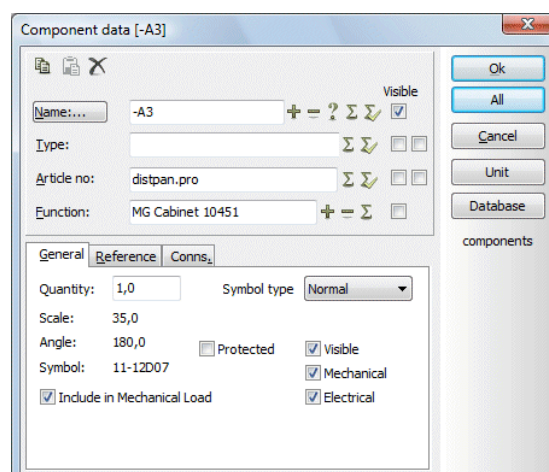 Component data [-A3]
Visible
Name:... -A3
Type:
Article no: distpan.pro
Function: MG Cabinet 10451
Ok
All
Cancel
Unit
Database
components
General Reference Conns.
Quantity: 1,0 Symbol type Normal
Scale: 35,0
Angle: 180,0 Protected Visible
Symbol: 11-12D07 Mechanical
Include in Mechanical Load Electrical